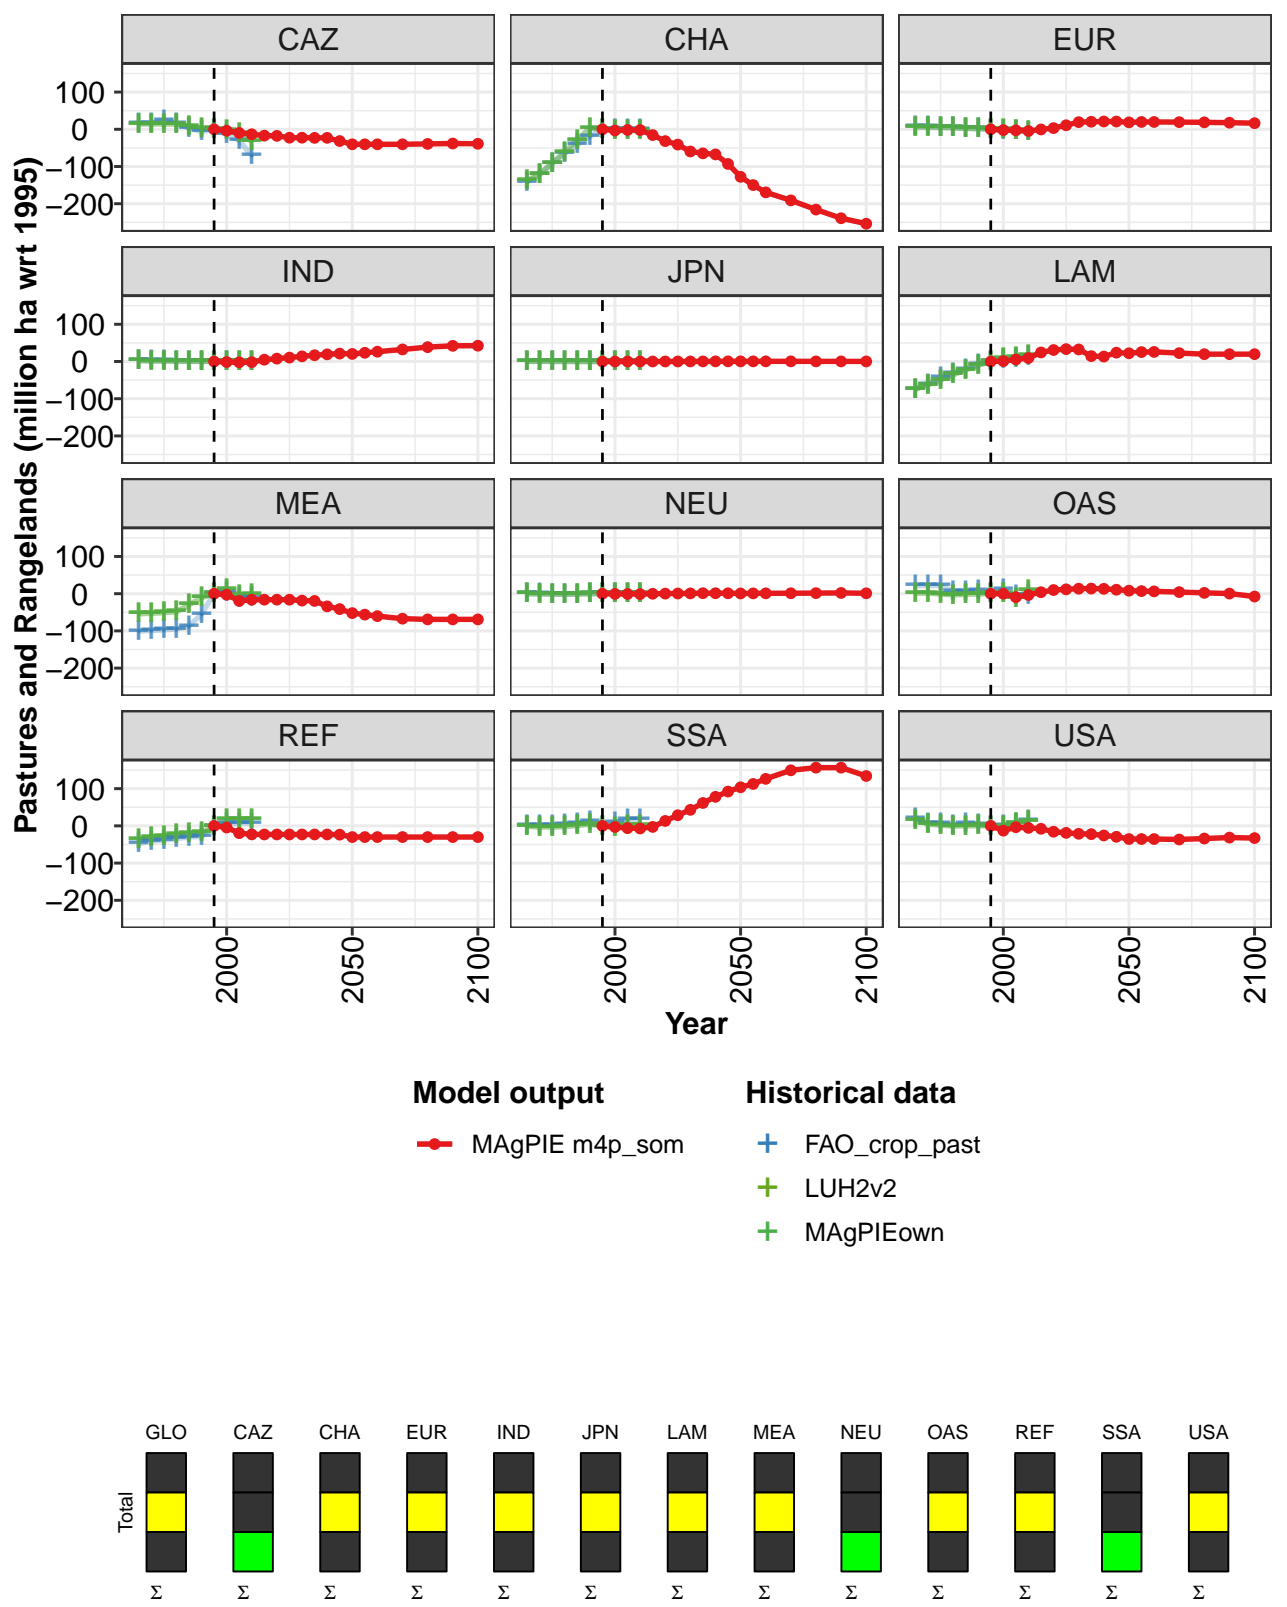 CAZ CHA EUR
100
0
−100
−200
IND JPN LAM
100
0
−100
−200
MEA NEU OAS
100
0
−100
−200
REF SSA USA
100
0
−100
−200
Pastures and Rangelands (million ha wrt 1995)
2000 2050 2100 2000 2050 2100 2000 2050 2100
Year
Model output Historical data
MAgPIE m4p_som FAO_crop_past
LUH2v2
MAgPIEown
GLO CAZ CHA EUR IND JPN LAM MEA NEU OAS REF SSA USA
Total
Σ Σ Σ Σ Σ Σ Σ Σ Σ Σ Σ Σ Σ